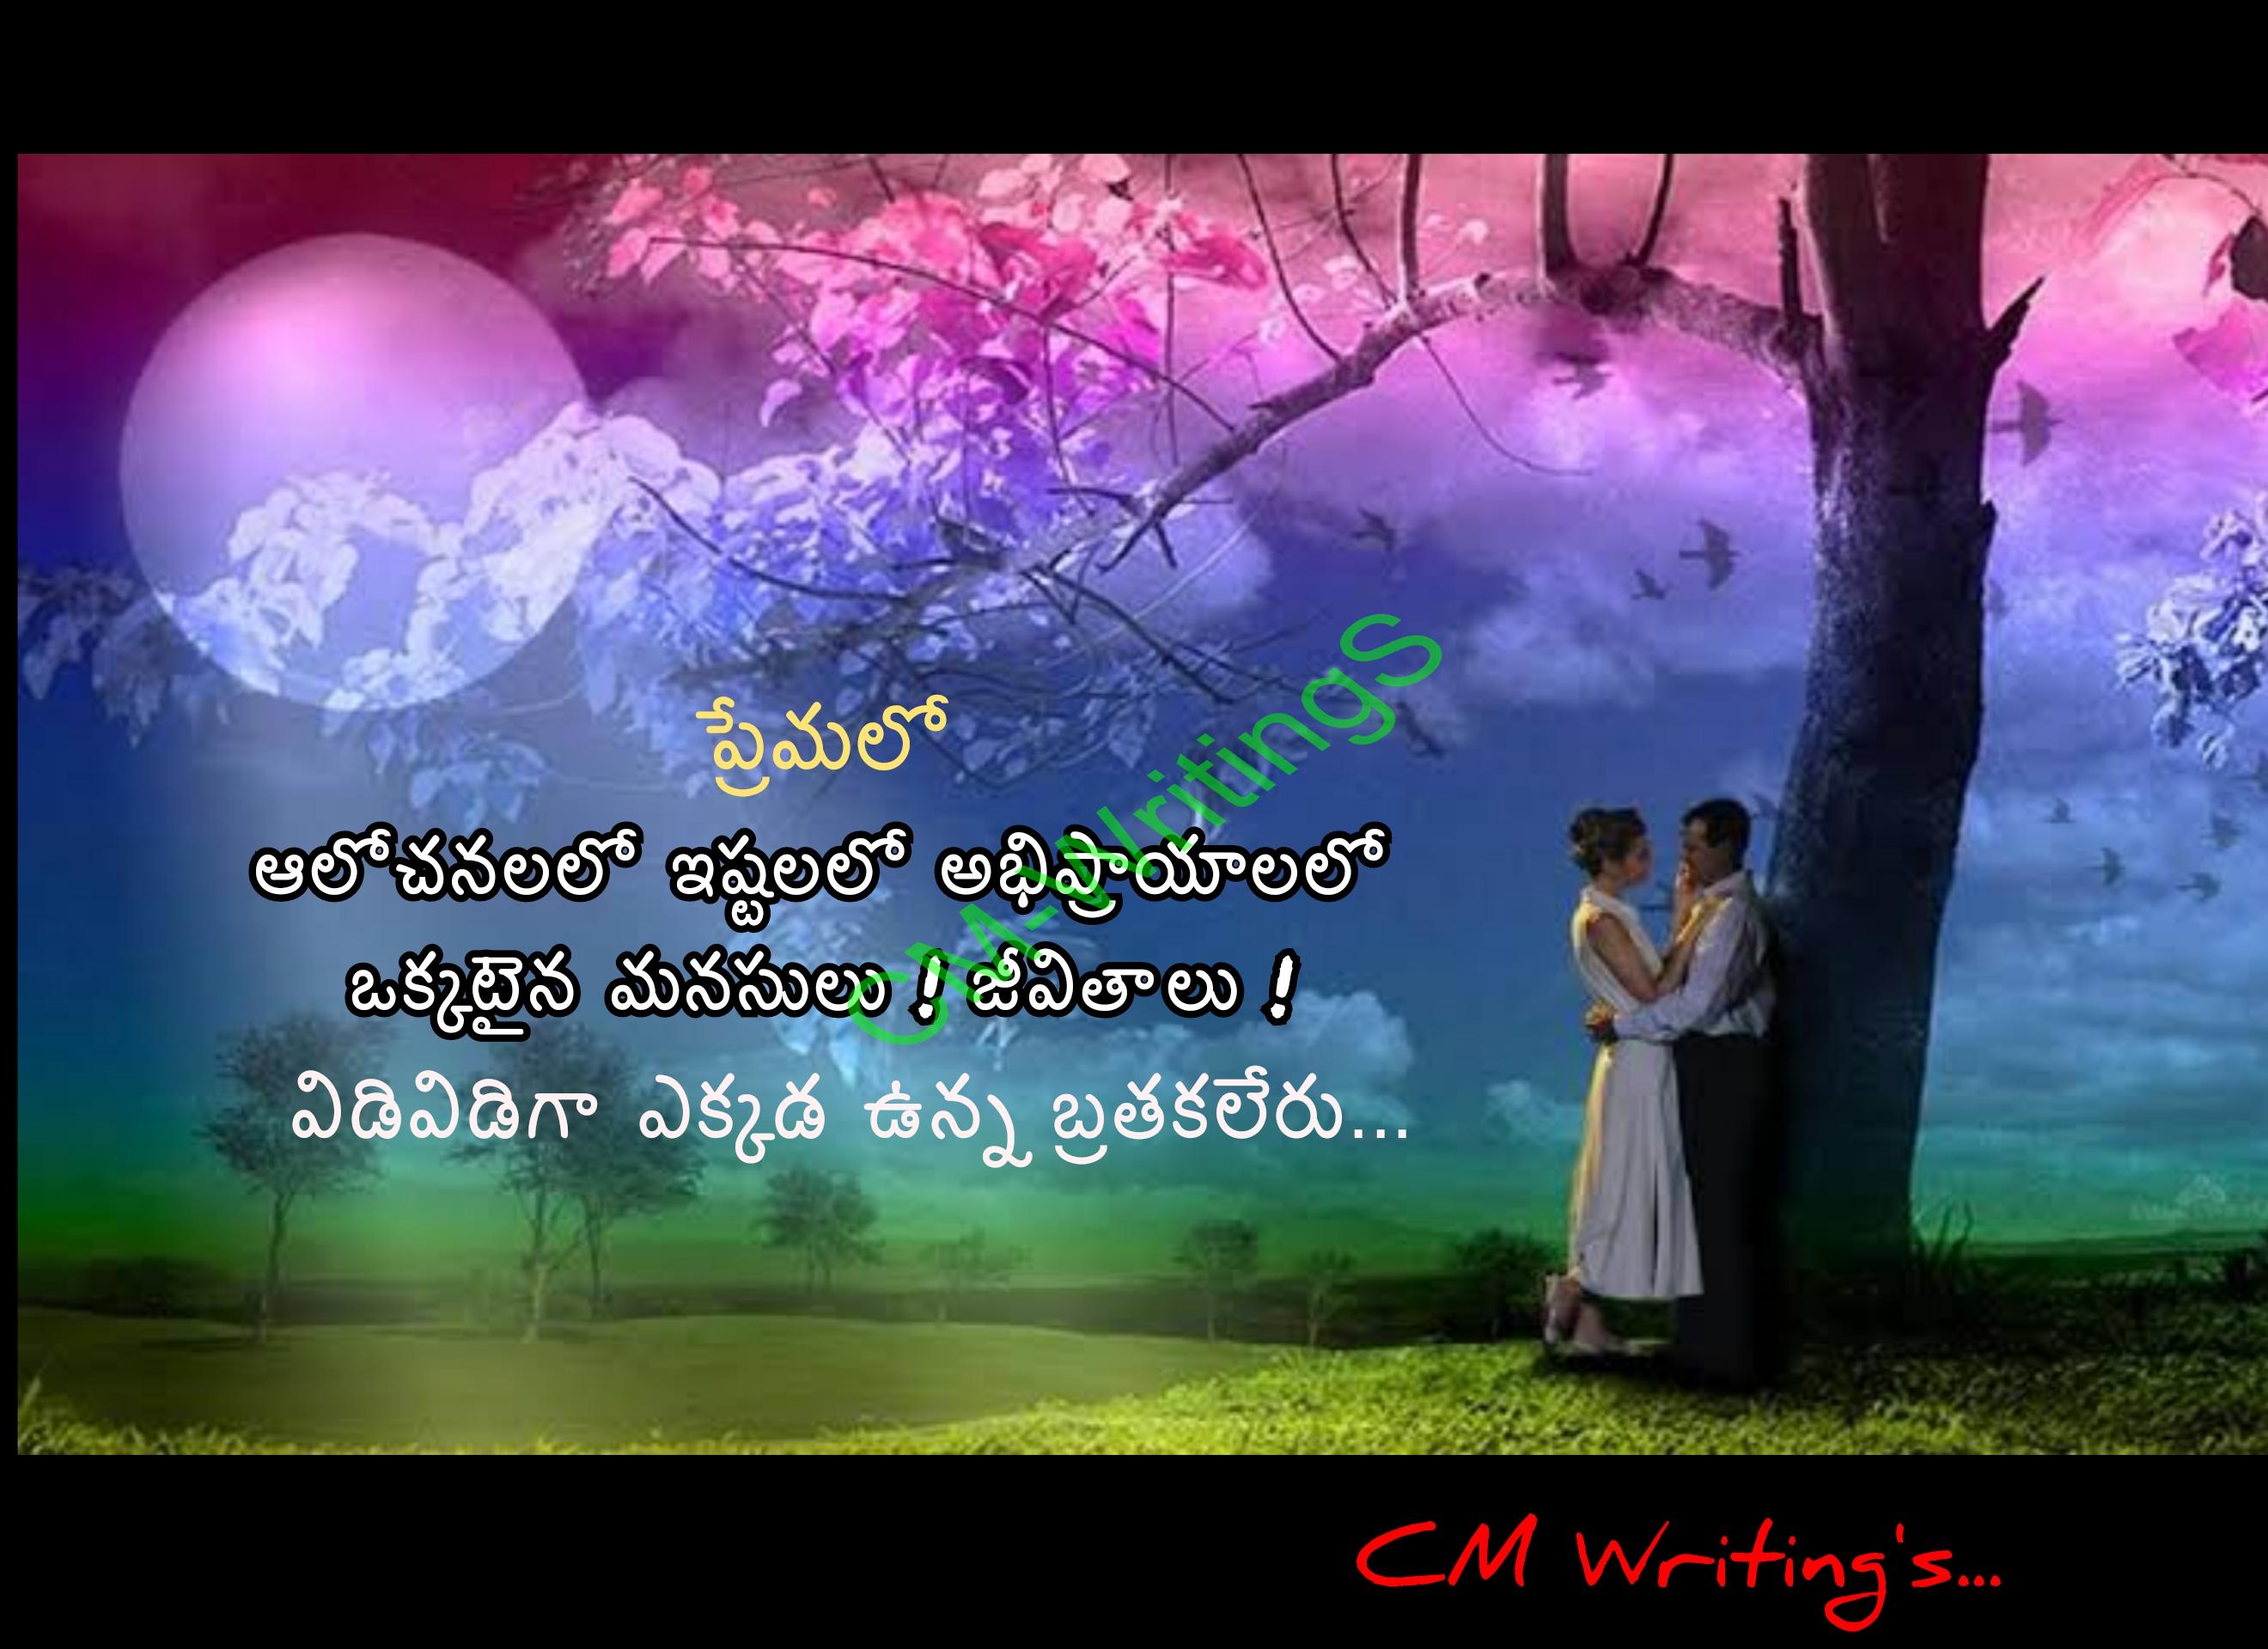 ప్రేమలో
ఆలోచనలలో ఇష్టలలో అభిప్రాయాలలో
ఒక్కటైన మనసులు ! జీవితాలు !
విడివిడిగా ఎక్కడ ఉన్న బ్రతకలేరు...
CM-WritingS
CM Writing's...